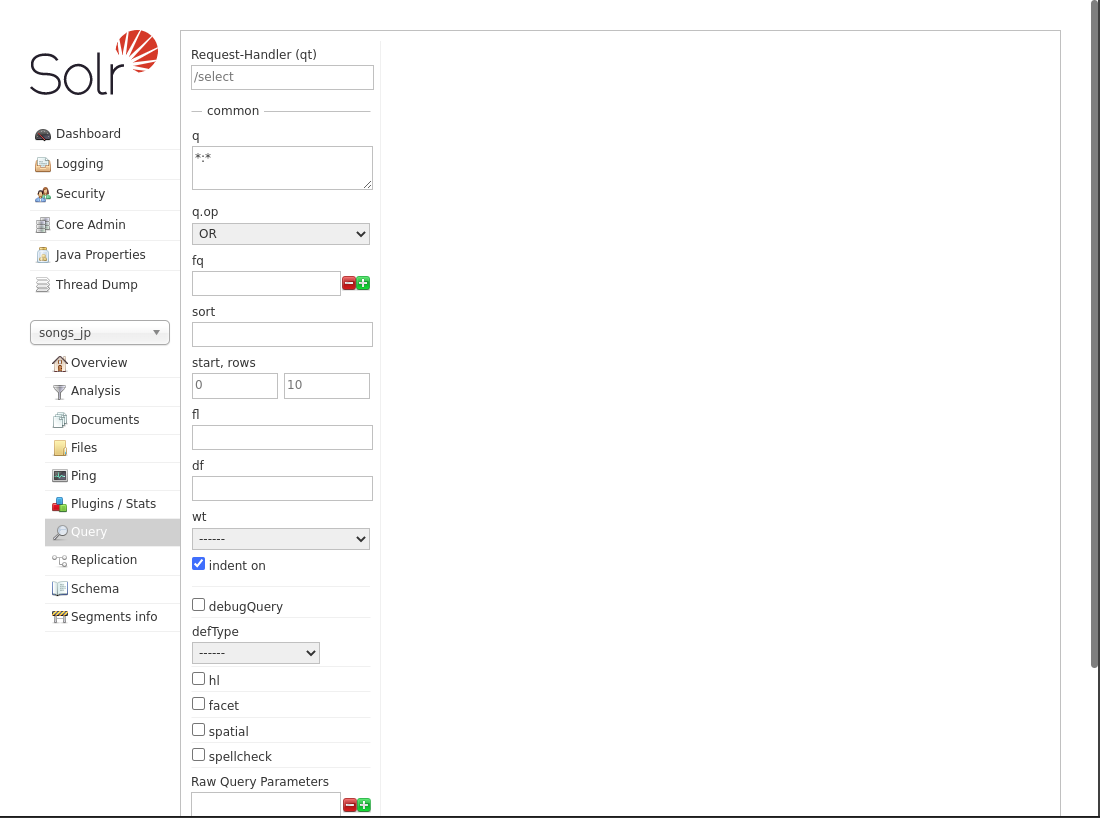 Solr
Dashboard
Logging
Security
Core Admin
Java Properties
Thread Dump
songs_jp
Overview
Analysis
Documents
Files
Ping
Plugins / Stats
Query
Replication
Schema
Segments info
Request-Handler (qt)
/select
common
q
*:*
q.op
OR
fq
sort
start, rows
0 10
fl
df
wt
------
indent on
debugQuery
defType
------
hl
facet
spatial
spellcheck
Raw Query Parameters